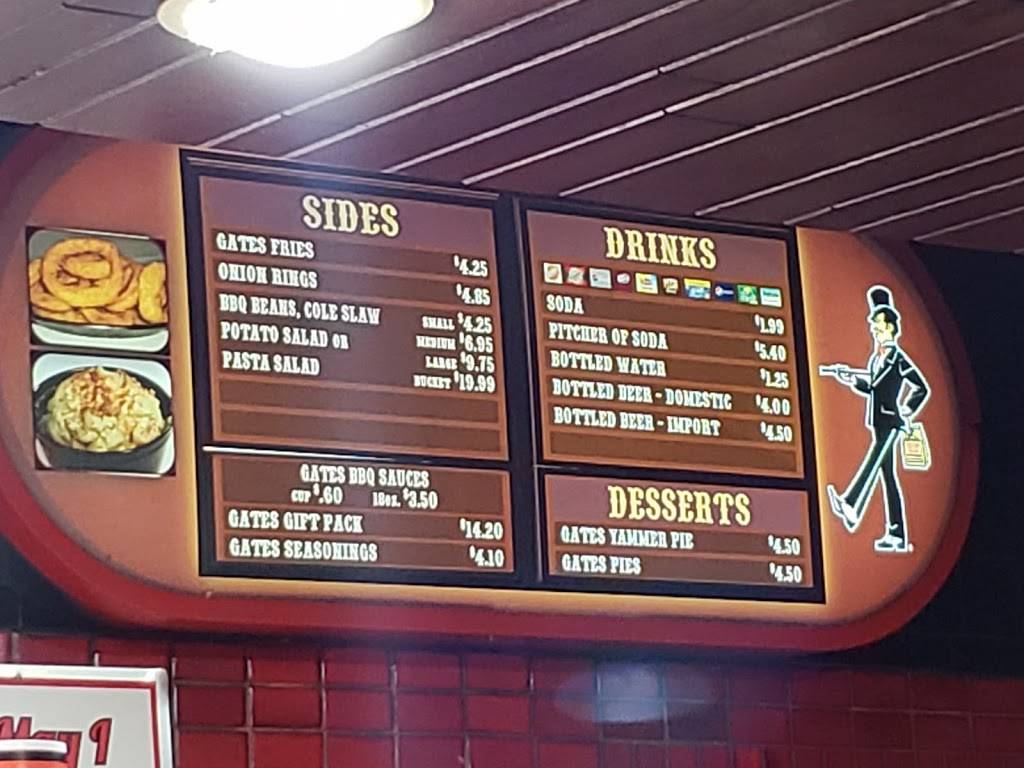 SIDES
GATES FRIES $4.25
ONION RINGS $4.85
BBQ BEANS, COLE SLAW SMALL $4.25
POTATO SALAD OR MEDIUM $6.95
PASTA SALAD LARGE $9.75
BUCKET $19.99
GATES BBQ SAUCES
CUP $.60 18oz. $3.50
GATES GIFT PACK $14.20
GATES SEASONINGS $4.10
DRINKS
SODA $1.99
PITCHER OF SODA $5.40
BOTTLED WATER $1.25
BOTTLED BEER - DOMESTIC $4.00
BOTTLED BEER - IMPORT $4.50
DESSERTS
GATES YAMMER PIE $4.50
GATES PIES $4.50
May I